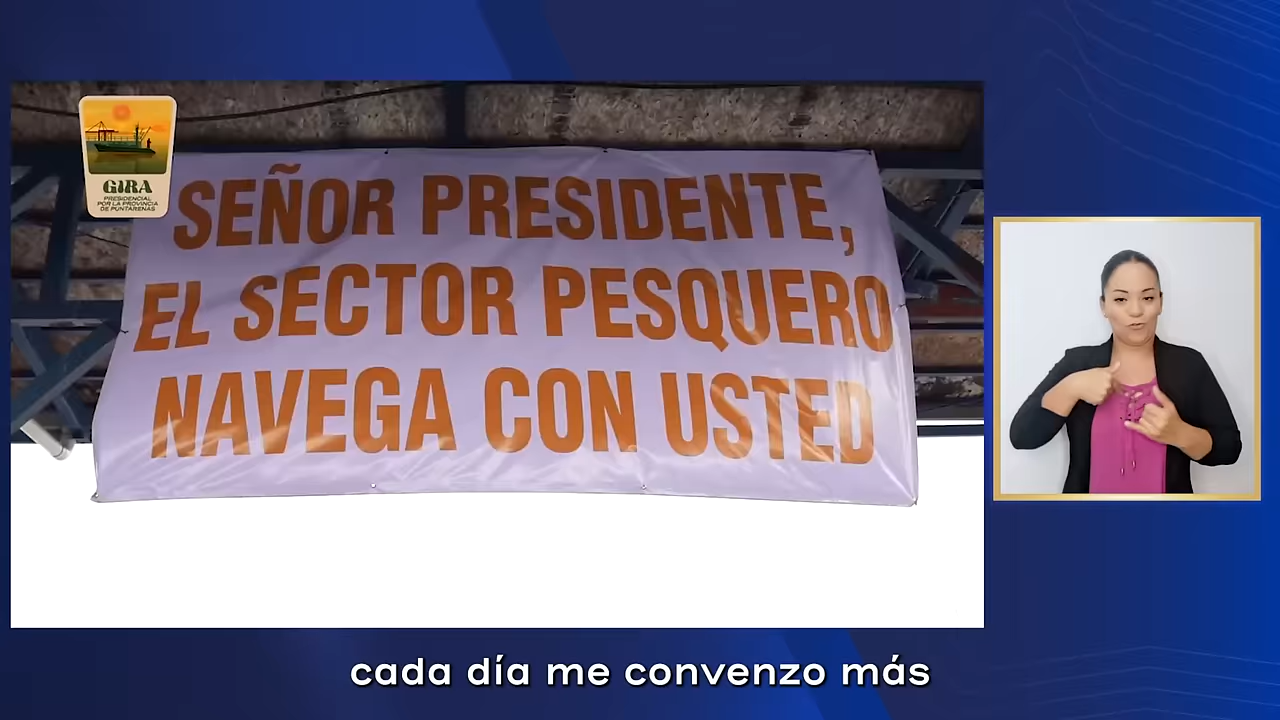 GIRA
PRESIDENCIAL
POR LA PROVINCIA
DE PUNTARENAS
SEÑOR PRESIDENTE,
EL SECTOR PESQUERO
NAVEGA CON USTED
cada día me convenzo más